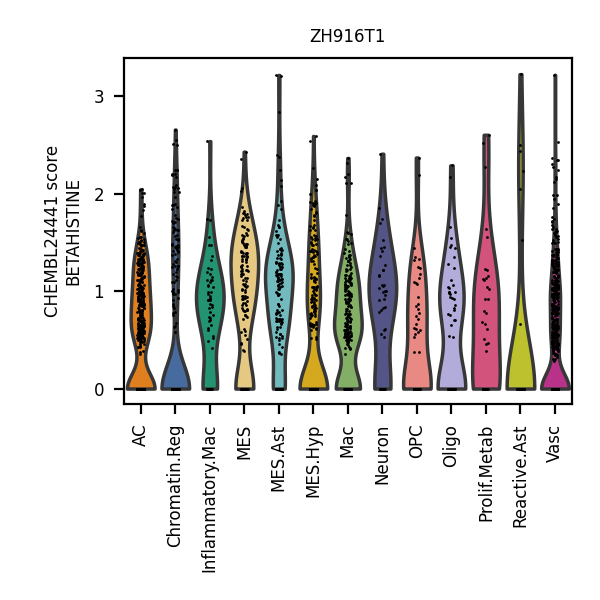 ZH916T1
CHEMBL24441 score
BETAHISTINE
3
2
1
0
AC
Chromatin.Reg
Inflammatory.Mac
MES
MES.Ast
MES.Hyp
Mac
Neuron
OPC
Oligo
Prolif.Metab
Reactive.Ast
Vasc